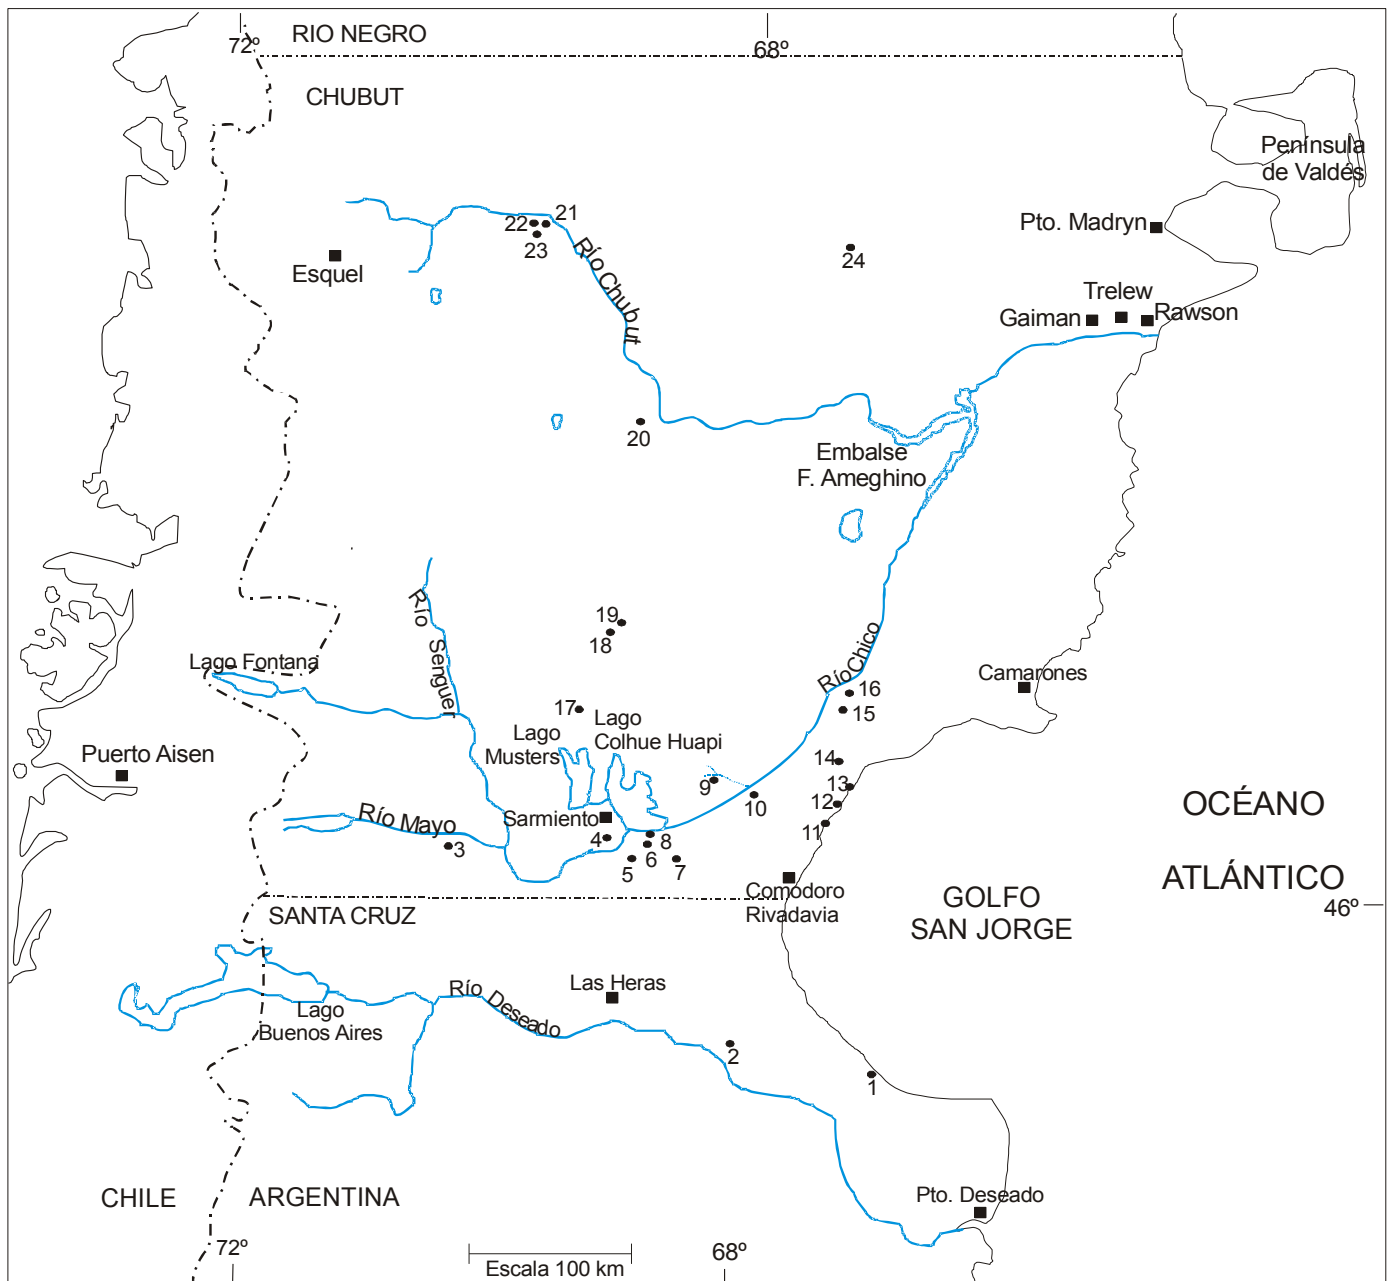 72º
RIO NEGRO
68º
CHUBUT
Península
de Valdés
Pto. Madryn
22
21
23
24
Esquel
Río Chubut
Trelew
Gaiman
Rawson
20
Embalse
F. Ameghino
Río Senguer
19
18
Río Chico
Lago Fontana
Camarones
16
15
17
Lago
Colhue Huapi
Lago
Musters
Puerto Aisen
14
13
9
10
12
11
OCÉANO
ATLÁNTICO
Río Mayo
Sarmiento
3
4
8
6
5
7
Comodoro
Rivadavia
GOLFO
SAN JORGE
46º
SANTA CRUZ
Las Heras
Río Deseado
Lago
Buenos Aires
2
1
CHILE
ARGENTINA
Pto. Deseado
72º
68º
Escala 100 km